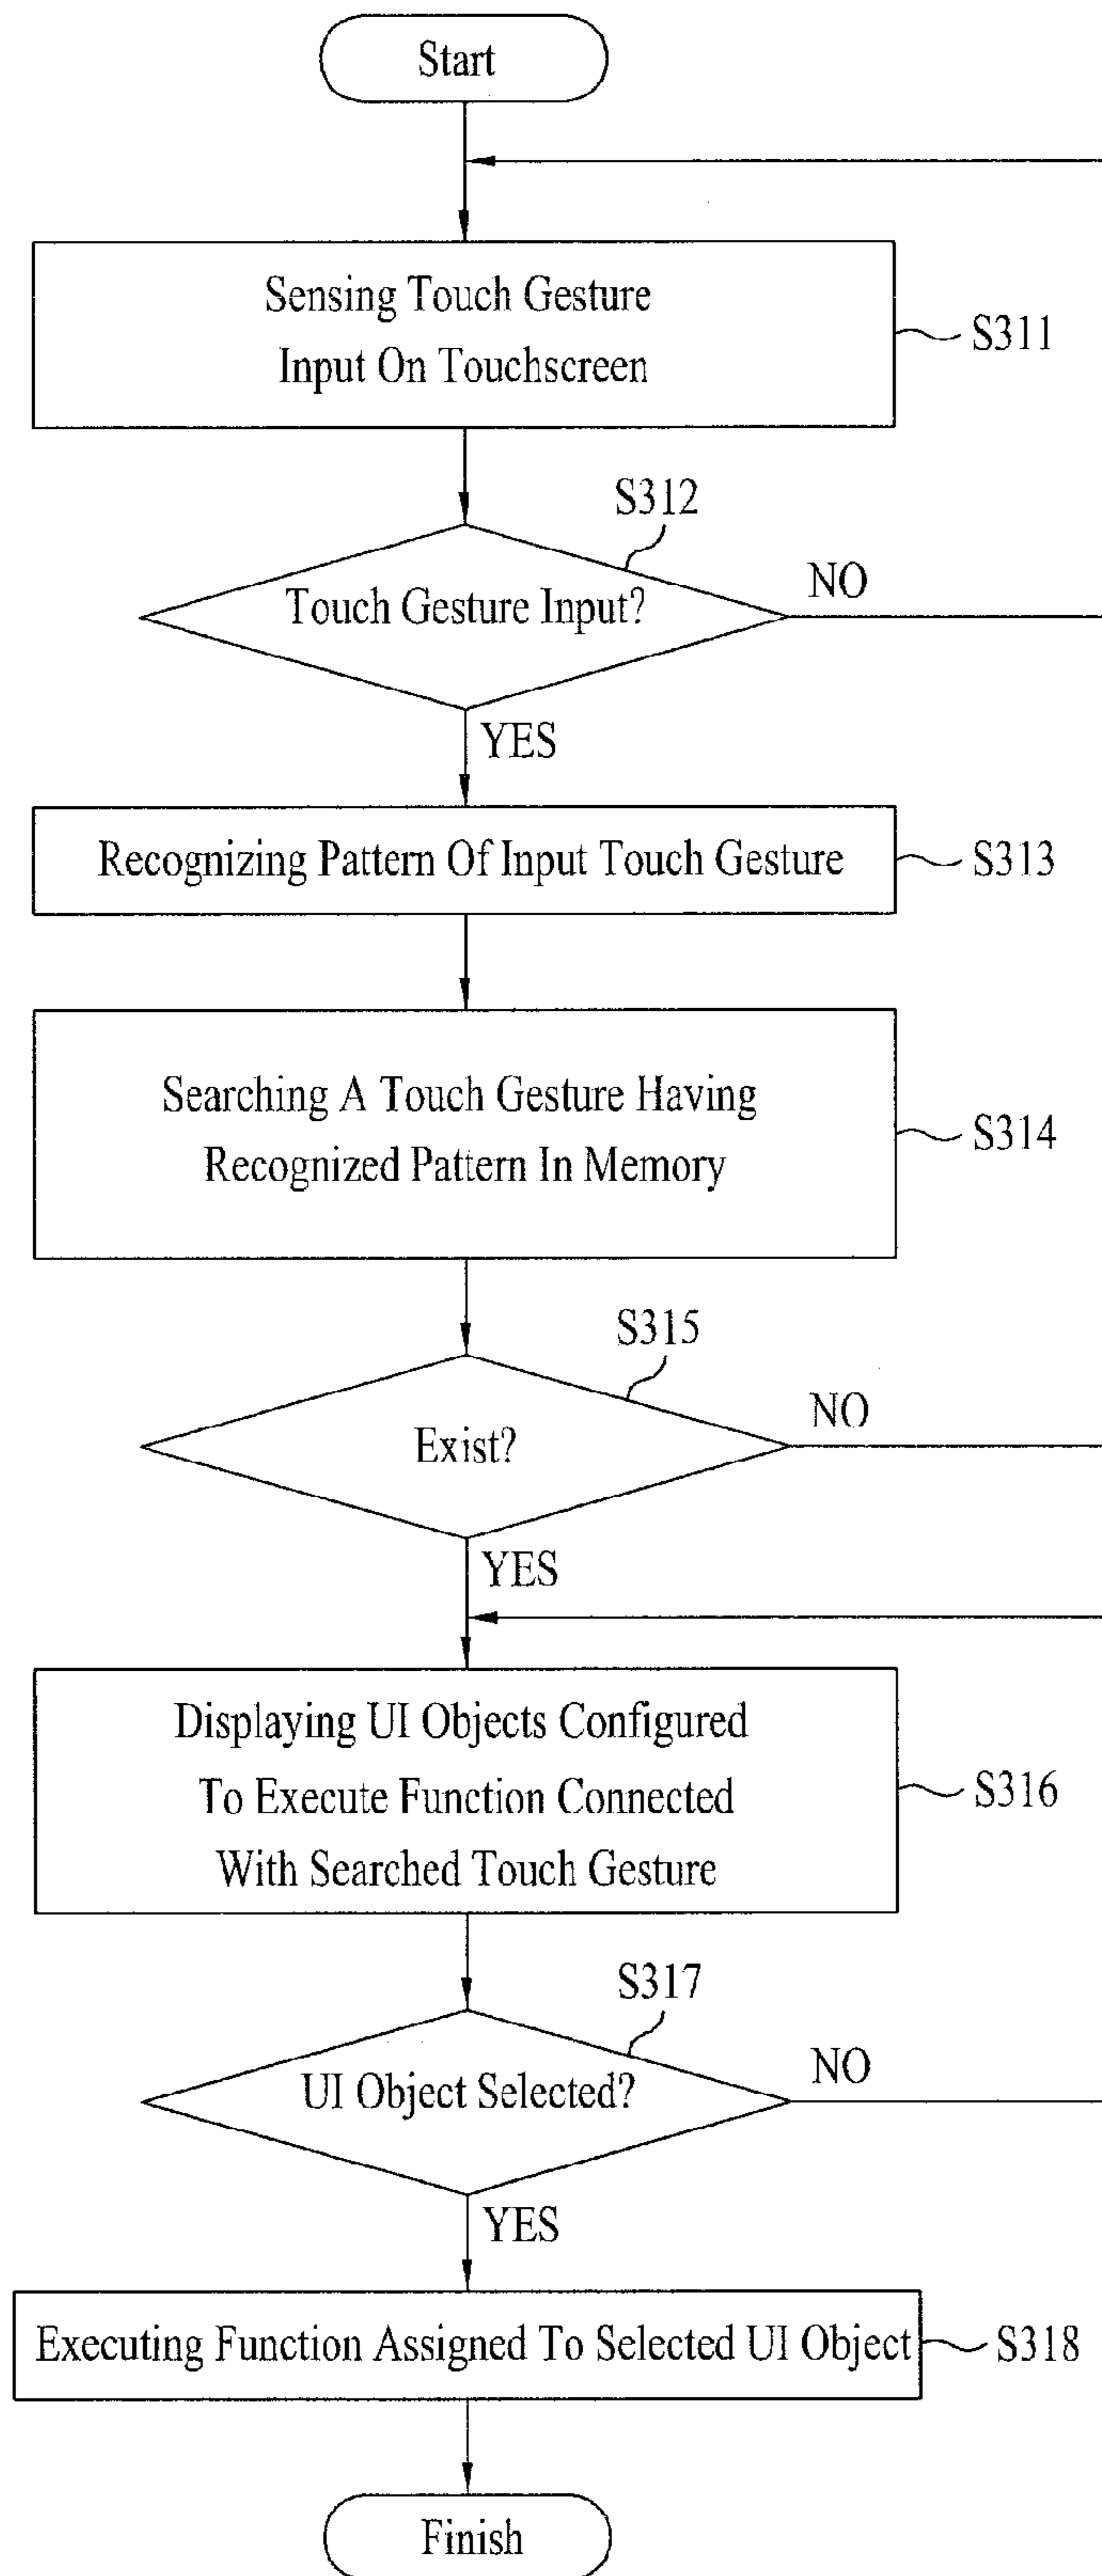 Start
Sensing Touch Gesture
Input On Touchscreen
S311
S312
Touch Gesture Input?
NO
YES
Recognizing Pattern Of Input Touch Gesture
S313
Searching A Touch Gesture Having
Recognized Pattern In Memory
S314
S315
Exist?
NO
YES
Displaying UI Objects Configured
To Execute Function Connected
With Searched Touch Gesture
S316
S317
UI Object Selected?
NO
YES
Executing Function Assigned To Selected UI Object
S318
Finish